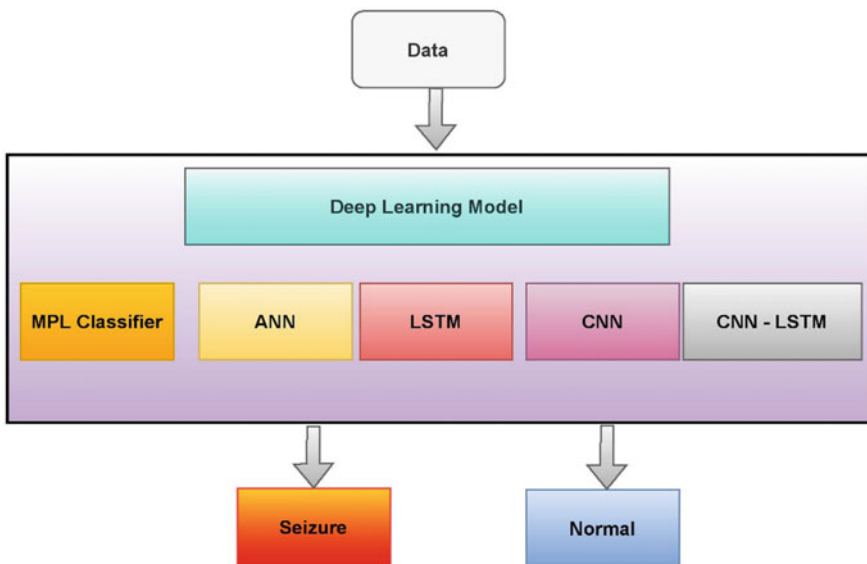 Data
Deep Learning Model
MPL Classifier
ANN
LSTM
CNN
CNN - LSTM
Seizure
Normal